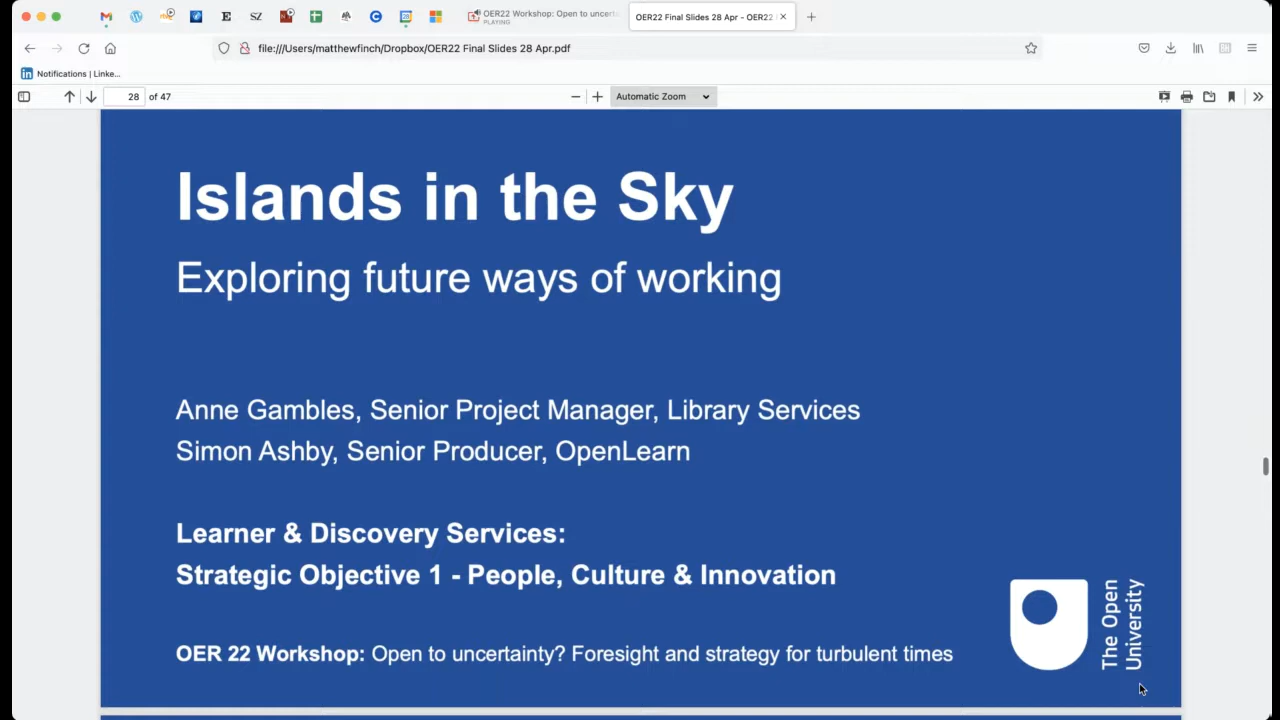 OER22 Workshop: Open to uncerta
PLAYING
OER22 Final Slides 28 Apr - OER22
file:///Users/matthewfinch/Dropbox/OER22 Final Slides 28 Apr.pdf
Notifications | Linke...
28 of 47
Automatic Zoom
Islands in the Sky
Exploring future ways of working
Anne Gambles, Senior Project Manager, Library Services
Simon Ashby, Senior Producer, OpenLearn
Learner & Discovery Services:
Strategic Objective 1 - People, Culture & Innovation
OER 22 Workshop: Open to uncertainty? Foresight and strategy for turbulent times
The Open
University